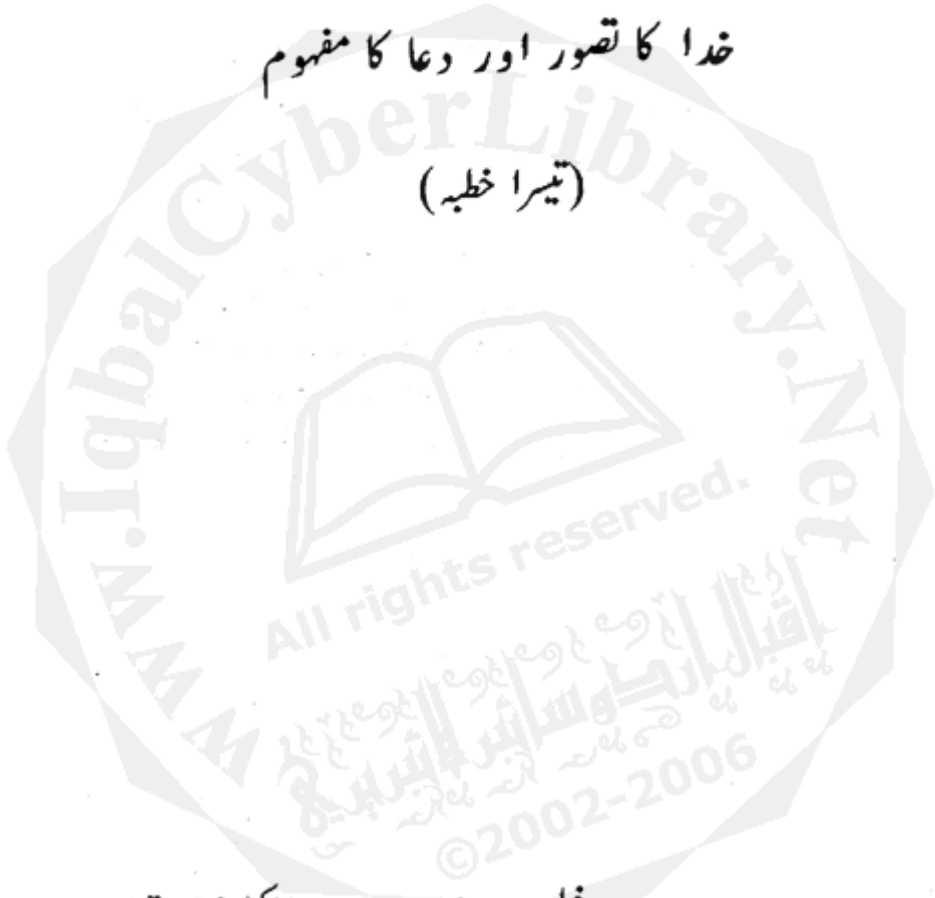 خدا کا تصور اور دعا کا مفہوم
(تیسرا خطبہ)
www.IqbalCyberLibrary.Net
All rights reserved.
©2002-2006